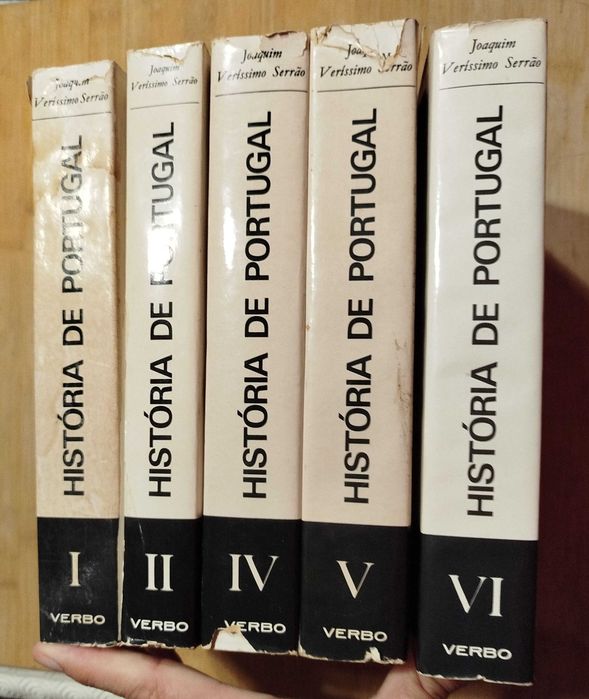 Joaquim
Veríssimo Serrão
HISTÓRIA DE PORTUGAL
I
VERBO
Joaquim
Veríssimo Serrão
HISTÓRIA DE PORTUGAL
II
VERBO
Joaquim
Veríssimo Serrão
HISTÓRIA DE PORTUGAL
IV
VERBO
Veríssimo Serrão
HISTÓRIA DE PORTUGAL
V
VERBO
Joaquim
Veríssimo Serrão
HISTÓRIA DE PORTUGAL
VI
VERBO